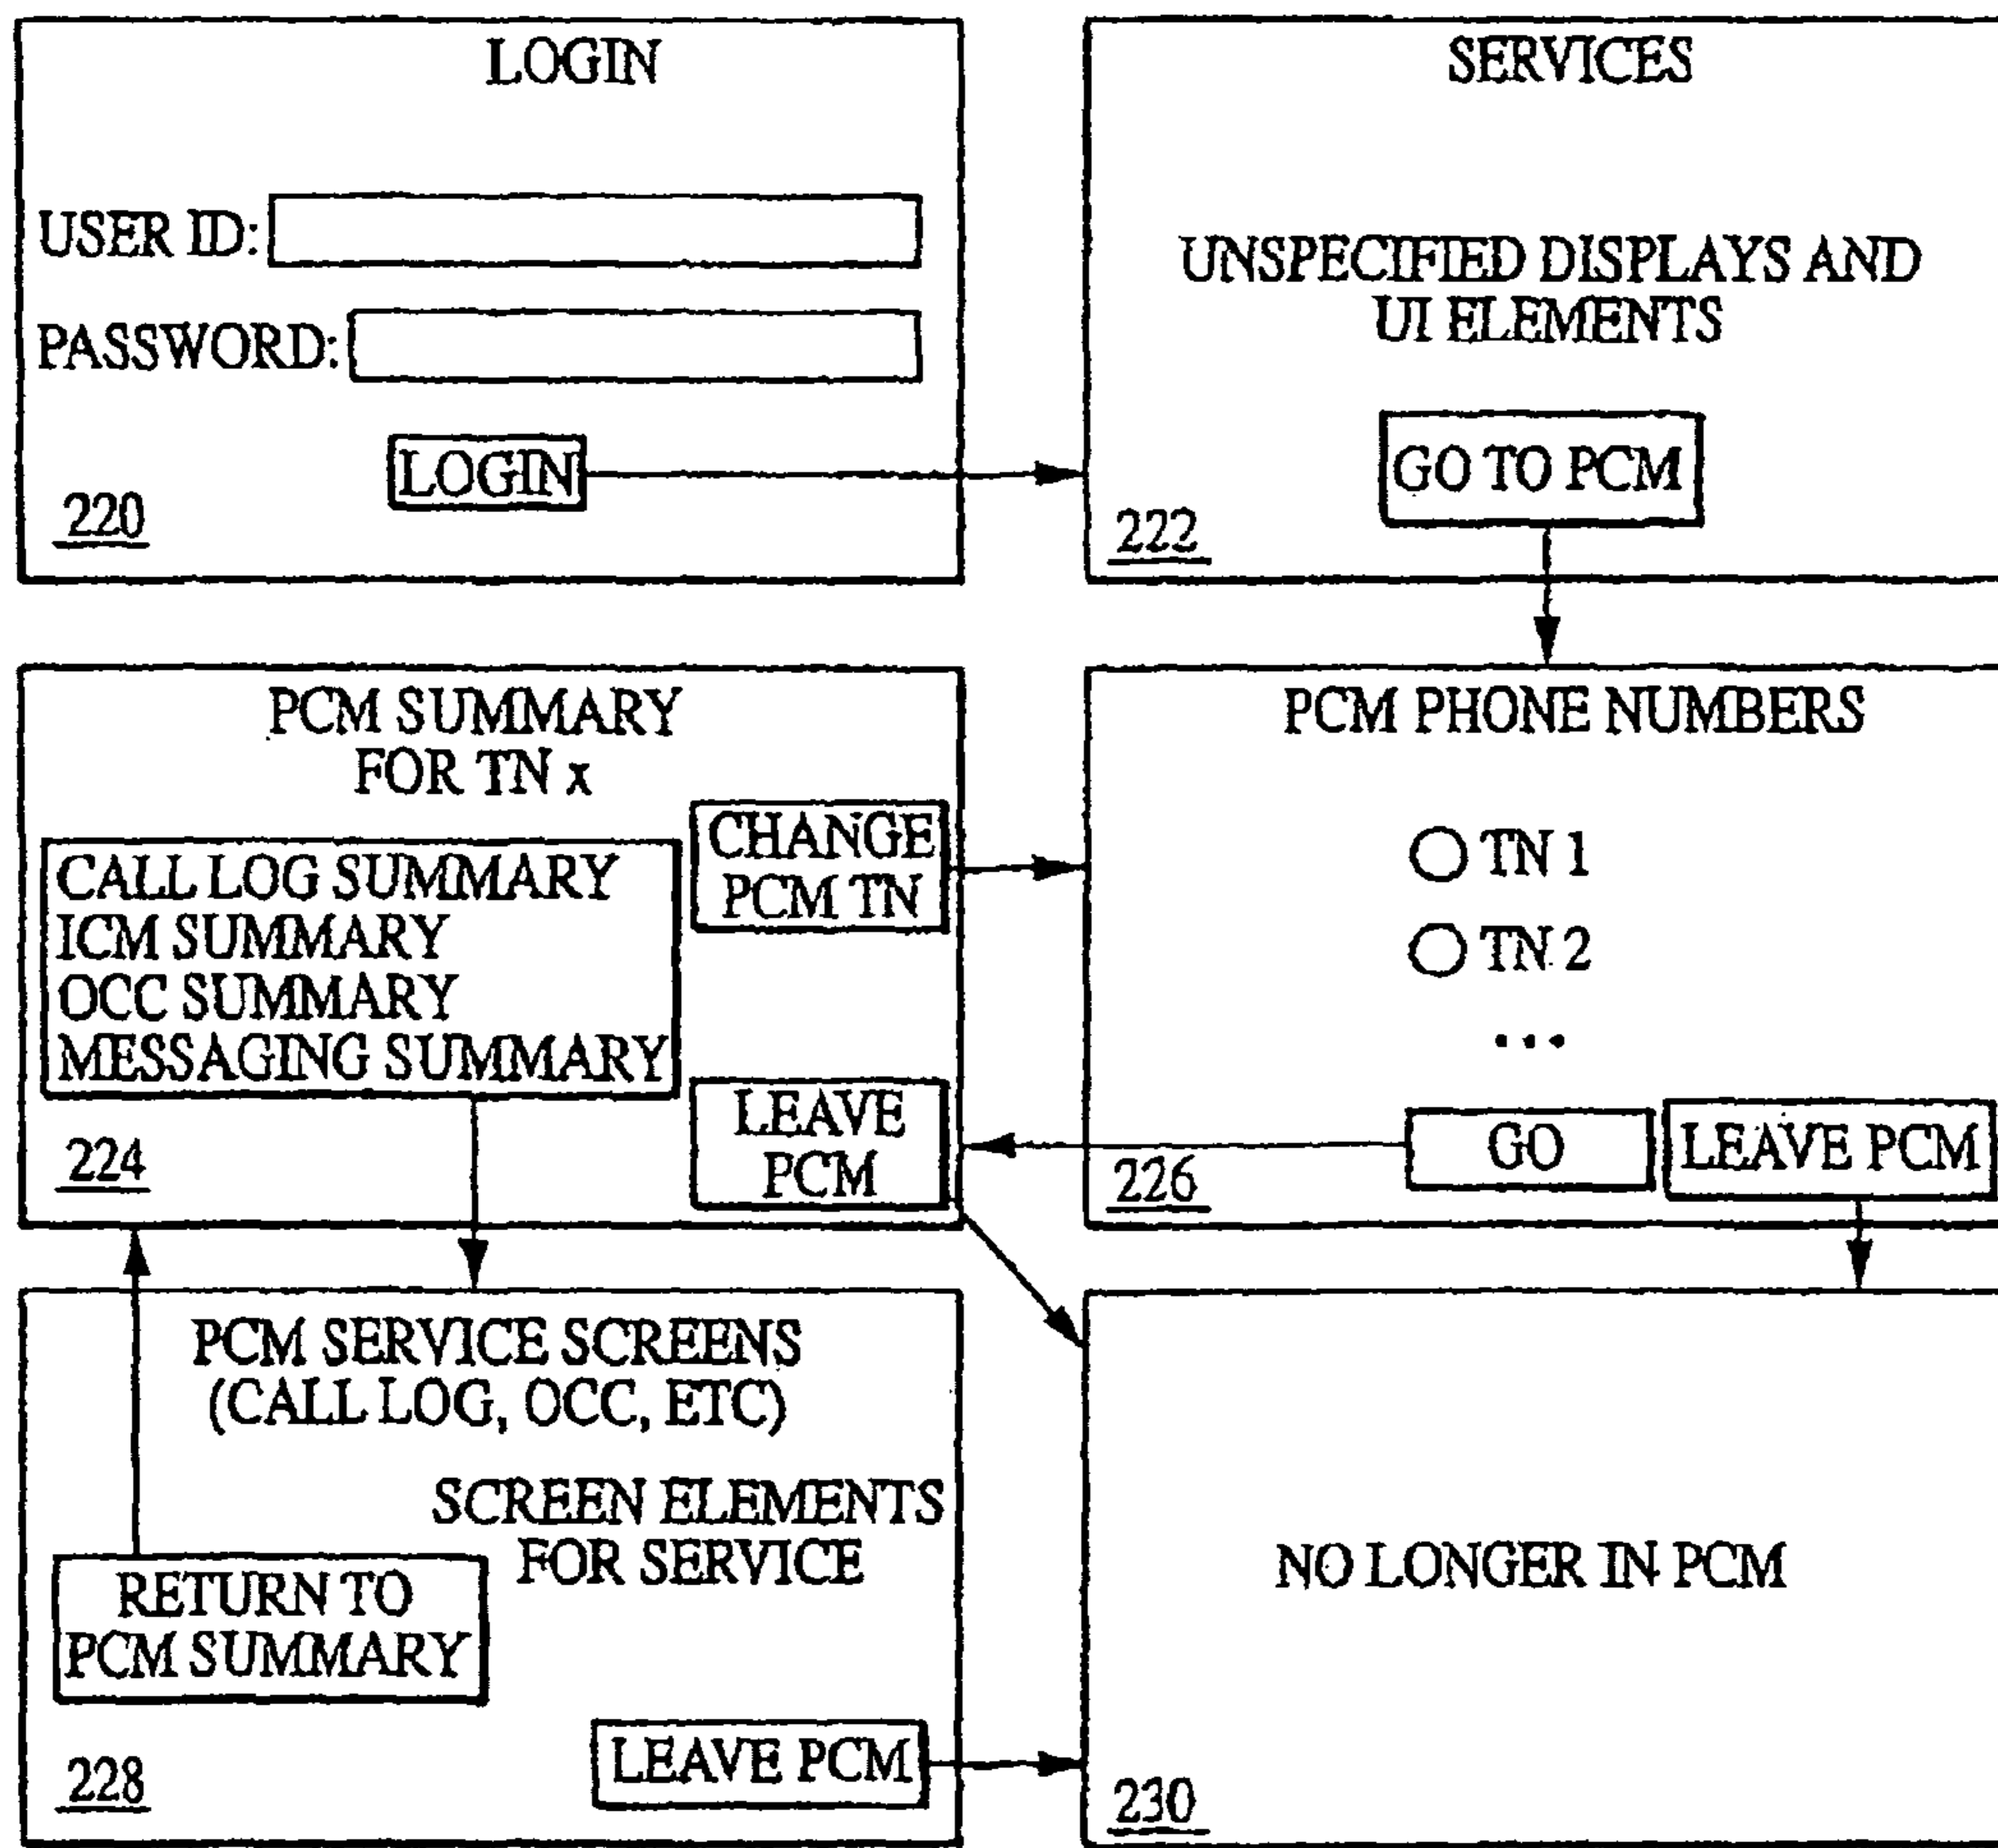 LOGIN
USER ID:
PASSWORD:
LOGIN
220
SERVICES
UNSPECIFIED DISPLAYS AND
UI ELEMENTS
GO TO PCM
222
PCM SUMMARY
FOR TN x
CALL LOG SUMMARY
ICM SUMMARY
OCC SUMMARY
MESSAGING SUMMARY
CHANGE
PCM TN
LEAVE
PCM
224
PCM PHONE NUMBERS
TN 1
TN 2
...
GO
LEAVE PCM
226
PCM SERVICE SCREENS
(CALL LOG, OCC, ETC)
SCREEN ELEMENTS
FOR SERVICE
RETURN TO
PCM SUMMARY
LEAVE PCM
228
NO LONGER IN PCM
230